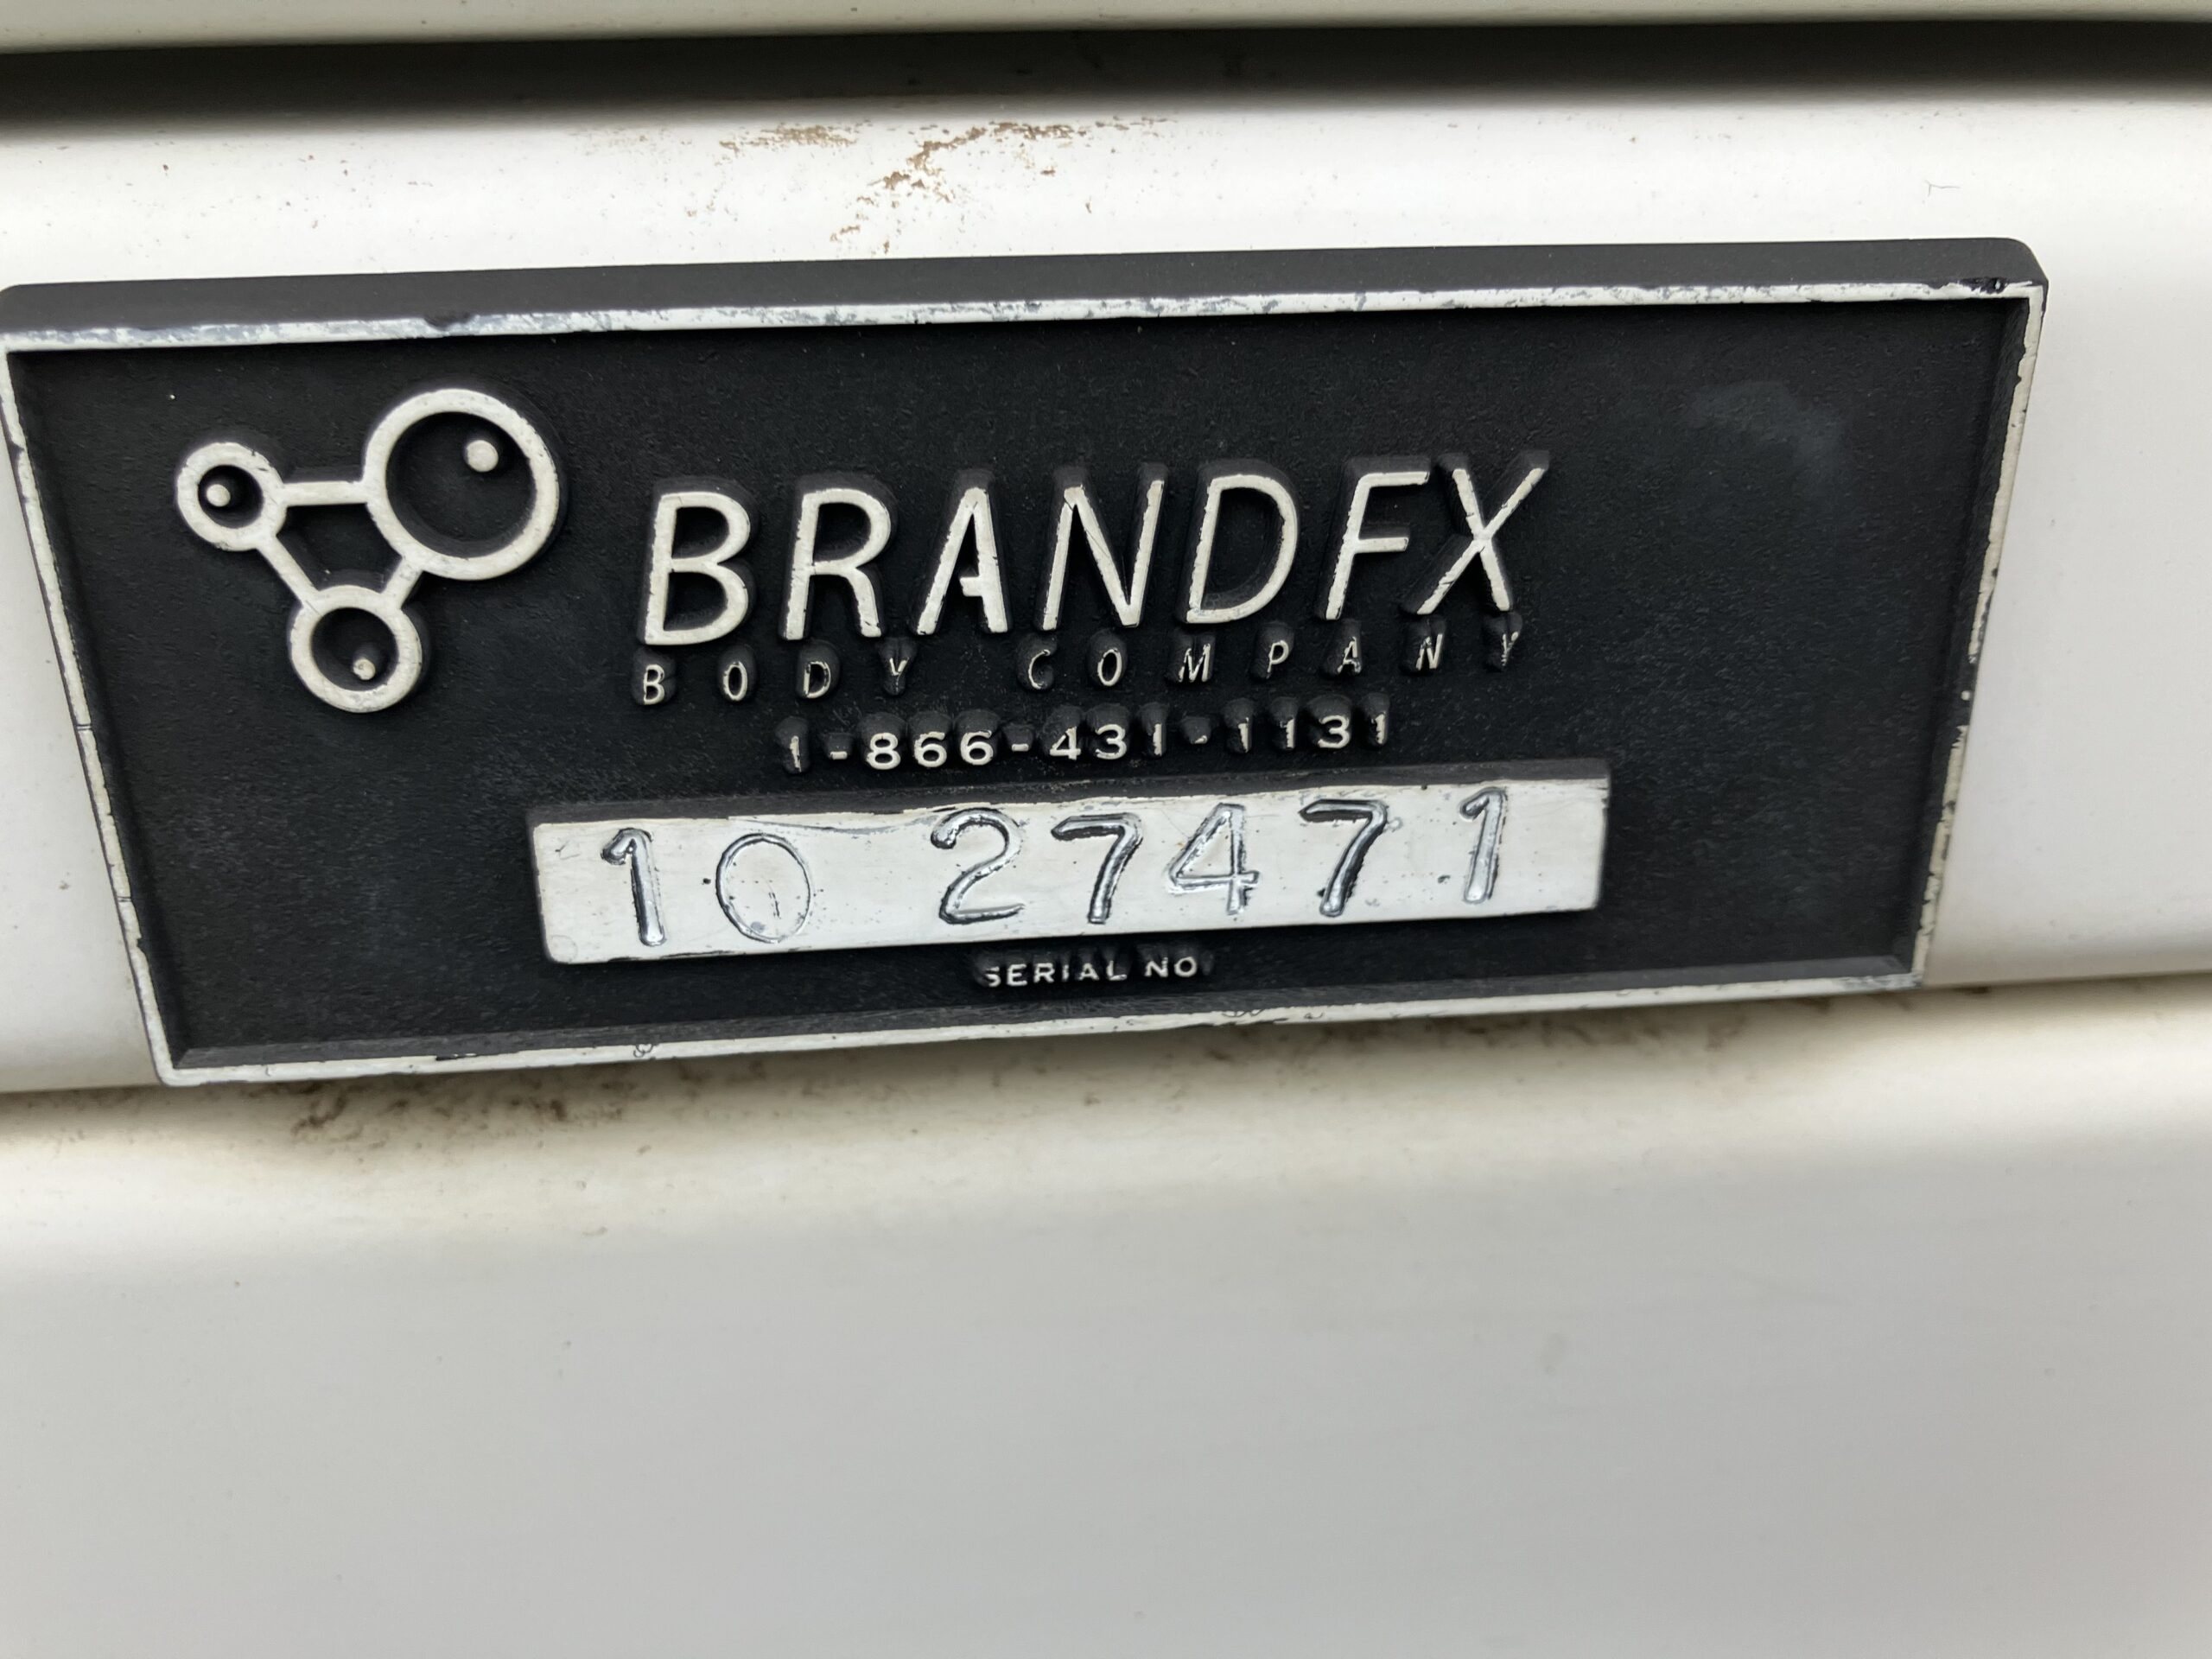 BRANDFX
BODY COMPANY
1-866-431-1131
10 27471
SERIAL NO